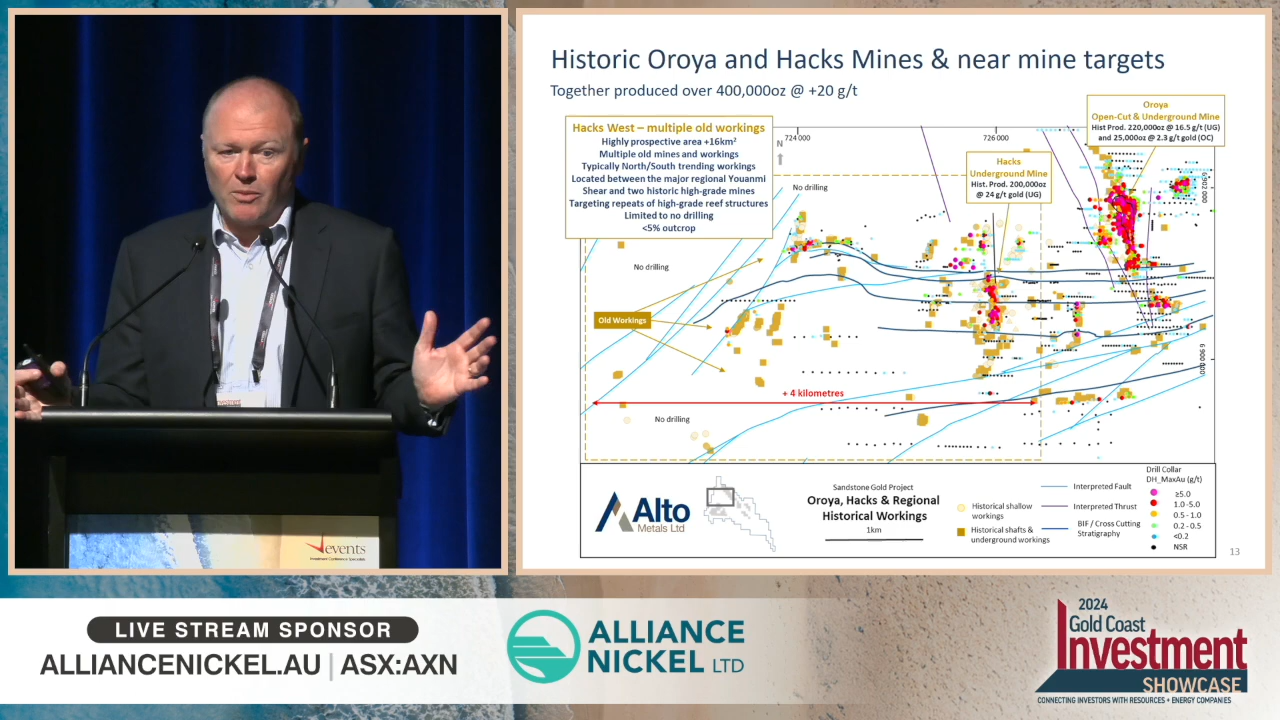 Historic Oroya and Hacks Mines & near mine targets
Together produced over 400,000oz @ +20 g/t
Hacks West – multiple old workings
Highly prospective area +16km²
Multiple old mines and workings
Typically North/South trending workings
Located between the major regional Youanmi
Shear and two historic high-grade mines
Targeting repeats of high-grade reef structures
Limited to no drilling
<5% outcrop
N
724 000
726 000
Oroya
Open-Cut & Underground Mine
Hist Prod. 220,000oz @ 16.5 g/t (UG)
and 25,000oz @ 2.3 g/t gold (OC)
Hacks
Underground Mine
Hist. Prod. 200,000oz
@ 24 g/t gold (UG)
No drilling
No drilling
Old Workings
6 900 000
+ 4 kilometres
No drilling
Alto
Metals Ltd
Sandstone Gold Project
Oroya, Hacks & Regional
Historical Workings
1km
Historical shallow
workings
Historical shafts &
underground workings
Interpreted Fault
Interpreted Thrust
BIF / Cross Cutting
Stratigraphy
Drill Collar
DH_MaxAu (g/t)
≥5.0
1.0 - 5.0
0.5 - 1.0
0.2 - 0.5
<0.2
NSR
13
events
LIVE STREAM SPONSOR
ALLIANCENICKEL.AU | ASX:AXN
ALLIANCE
NICKEL LTD
2024
Gold Coast
Investment
SHOWCASE
CONNECTING INVESTORS WITH RESOURCES + ENERGY COMPANIES